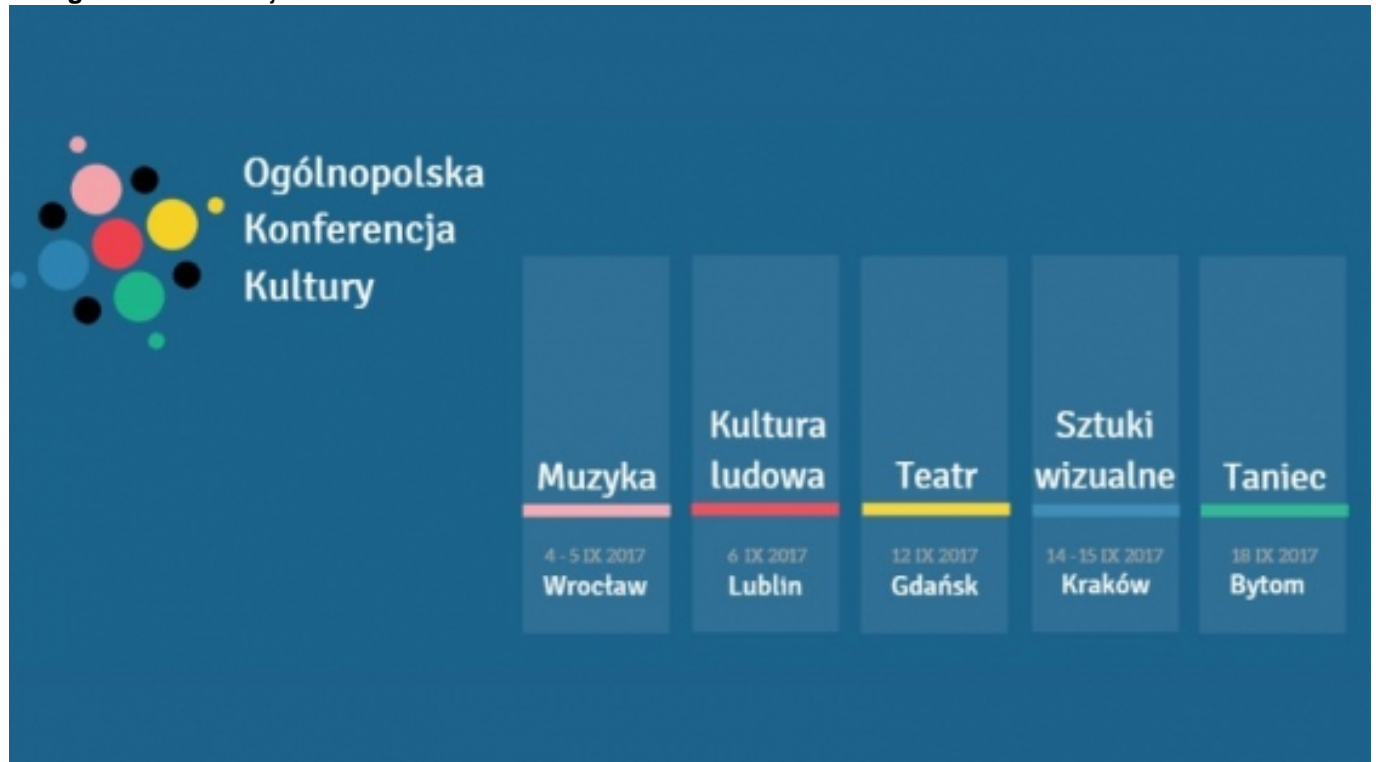 Ogólnopolska
Konferencja
Kultury
Muzyka
4 - 5 IX 2017
Wrocław
Kultura
ludowa
6 IX 2017
Lublin
Teatr
12 IX 2017
Gdańsk
Sztuki
wizualne
14 -15 IX 2017
Kraków
Taniec
18 IX 2017
Bytom